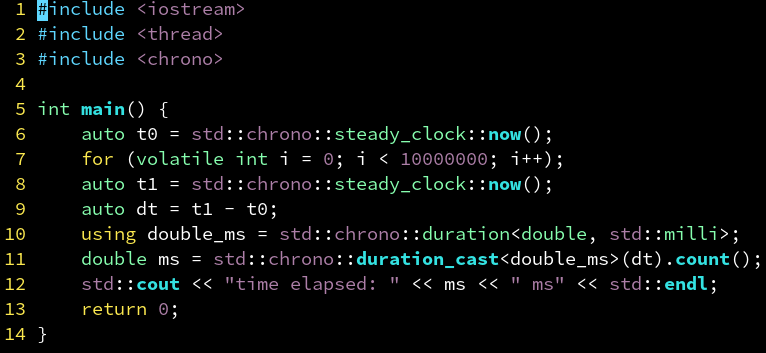 1 #include <iostream>
2 #include <thread>
3 #include <chrono>
4
5 int main() {
6     auto t0 = std::chrono::steady_clock::now();
7     for (volatile int i = 0; i < 10000000; i++);
8     auto t1 = std::chrono::steady_clock::now();
9     auto dt = t1 - t0;
10     using double_ms = std::chrono::duration<double, std::milli>;
11     double ms = std::chrono::duration_cast<double_ms>(dt).count();
12     std::cout << "time elapsed: " << ms << " ms" << std::endl;
13     return 0;
14 }